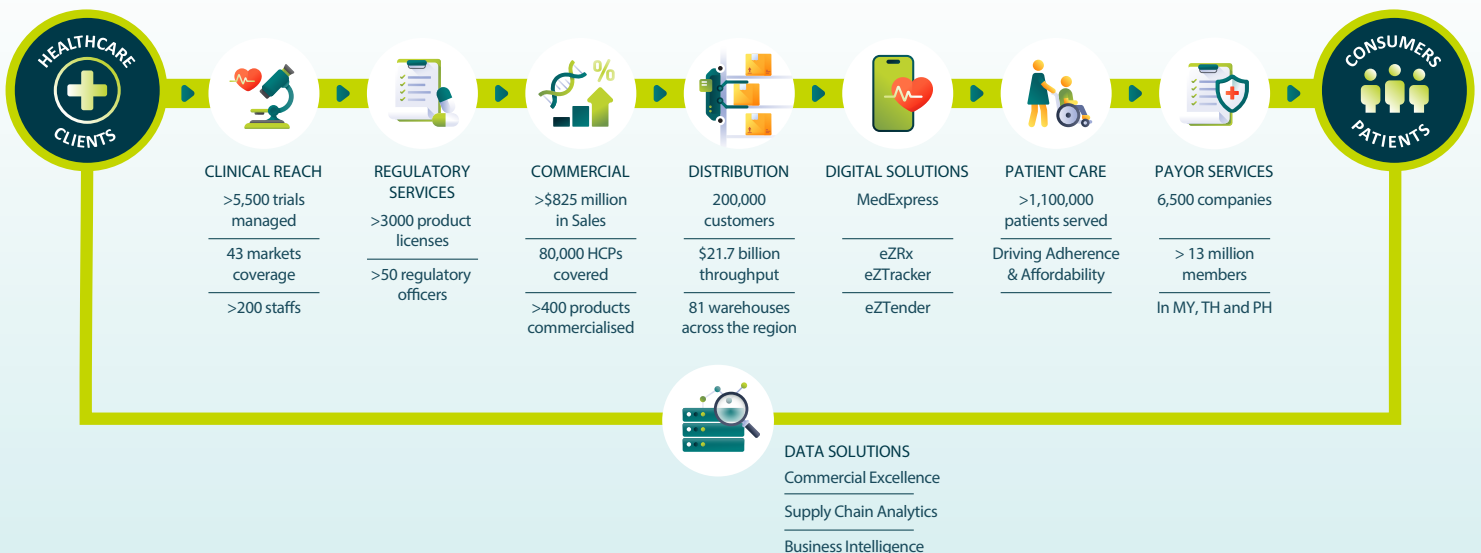 HEALTHCARE
CLIENTS
CONSUMERS
PATIENTS
CLINICAL REACH
>5,500 trials
managed
43 markets
coverage
>200 staffs
REGULATORY
SERVICES
>3000 product
licenses
>50 regulatory
officers
COMMERCIAL
>$825 million
in Sales
80,000 HCPs
covered
>400 products
commercialised
DISTRIBUTION
200,000
customers
$21.7 billion
throughput
81 warehouses
across the region
DIGITAL SOLUTIONS
MedExpress
eZRx
eZTracker
eZTender
PATIENT CARE
>1,100,000
patients served
Driving Adherence
& Affordability
PAYOR SERVICES
6,500 companies
> 13 million
members
In MY, TH and PH
%
DATA SOLUTIONS
Commercial Excellence
Supply Chain Analytics
Business Intelligence